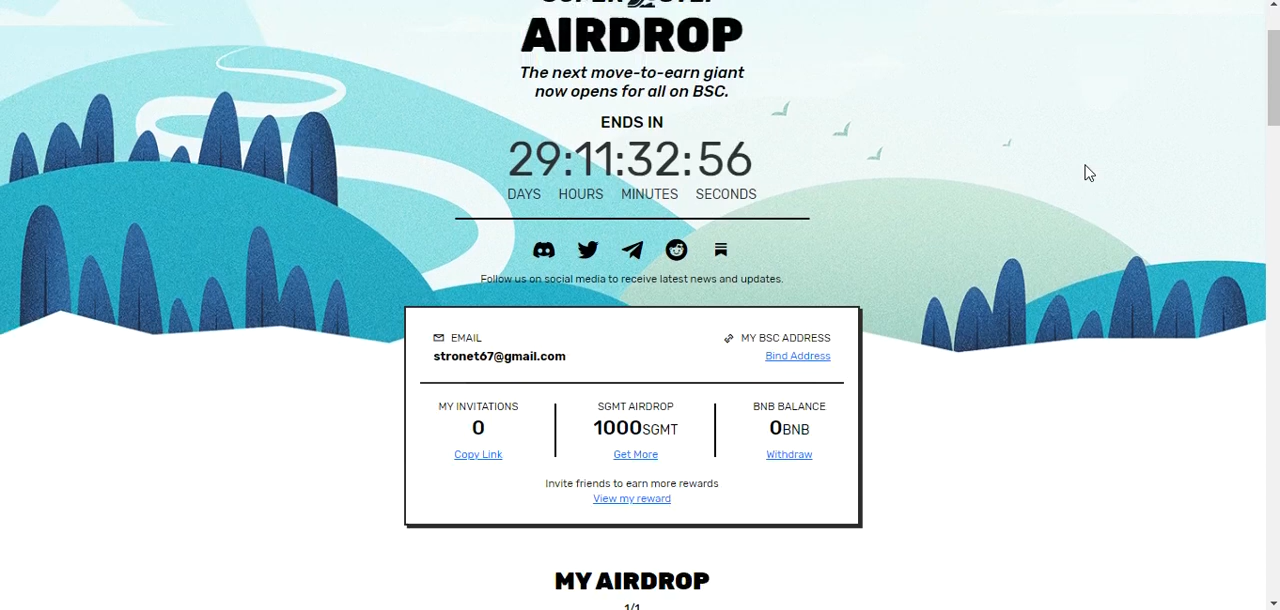 AIRDROP
The next move-to-earn giant
now opens for all on BSC.
ENDS IN
29:11:32:56
DAYS HOURS MINUTES SECONDS
Follow us on social media to receive latest news and updates.
EMAIL
stronet67@gmail.com
MY BSC ADDRESS
Bind Address
MY INVITATIONS
0
Copy Link
SGMT AIRDROP
1000SGMT
Get More
BNB BALANCE
0BNB
Withdraw
Invite friends to earn more rewards
View my reward
MY AIRDROP
1/1